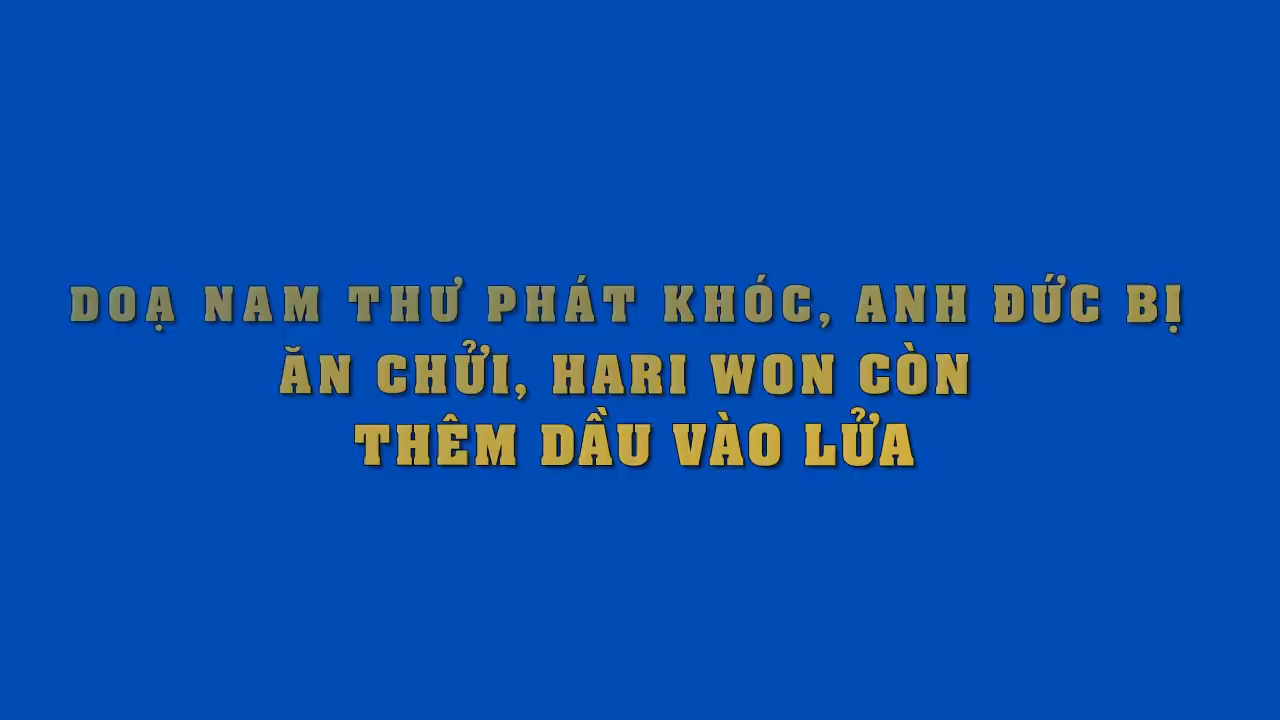 DOẠ NAM THƯ PHÁT KHÓC, ANH ĐỨC BỊ
ĂN CHỬI, HARI WON CÒN
THÊM DẦU VÀO LỬA